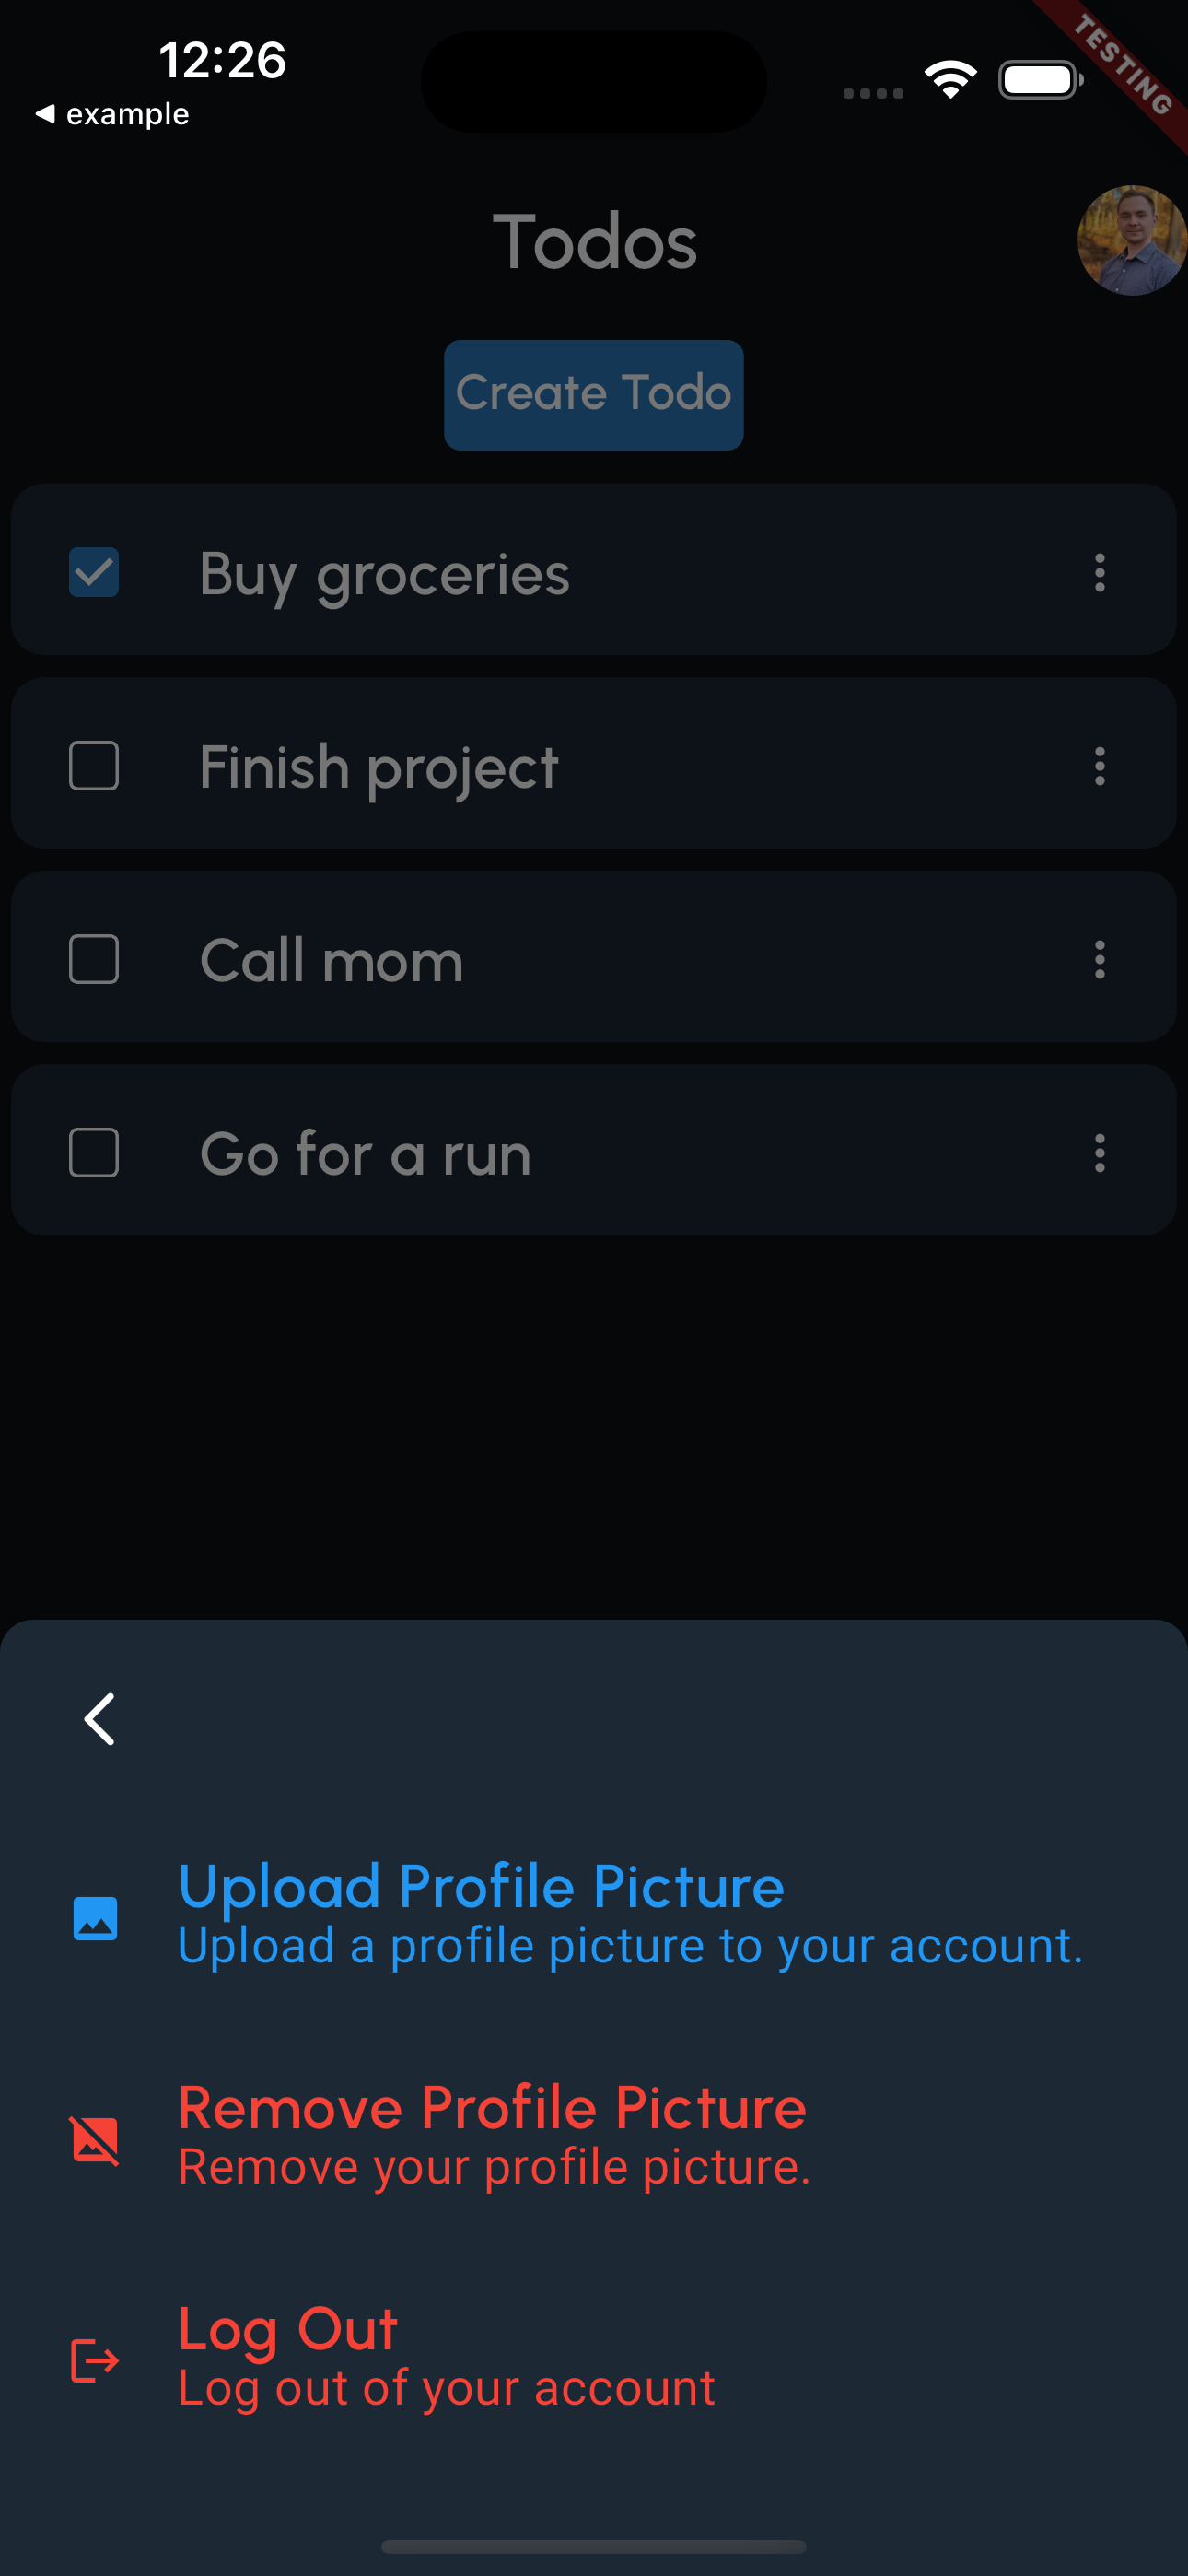 12:26
TESTING
◀ example
Todos
Create Todo
Buy groceries
Finish project
Call mom
Go for a run
Upload Profile Picture
Upload a profile picture to your account.
Remove Profile Picture
Remove your profile picture.
Log Out
Log out of your account